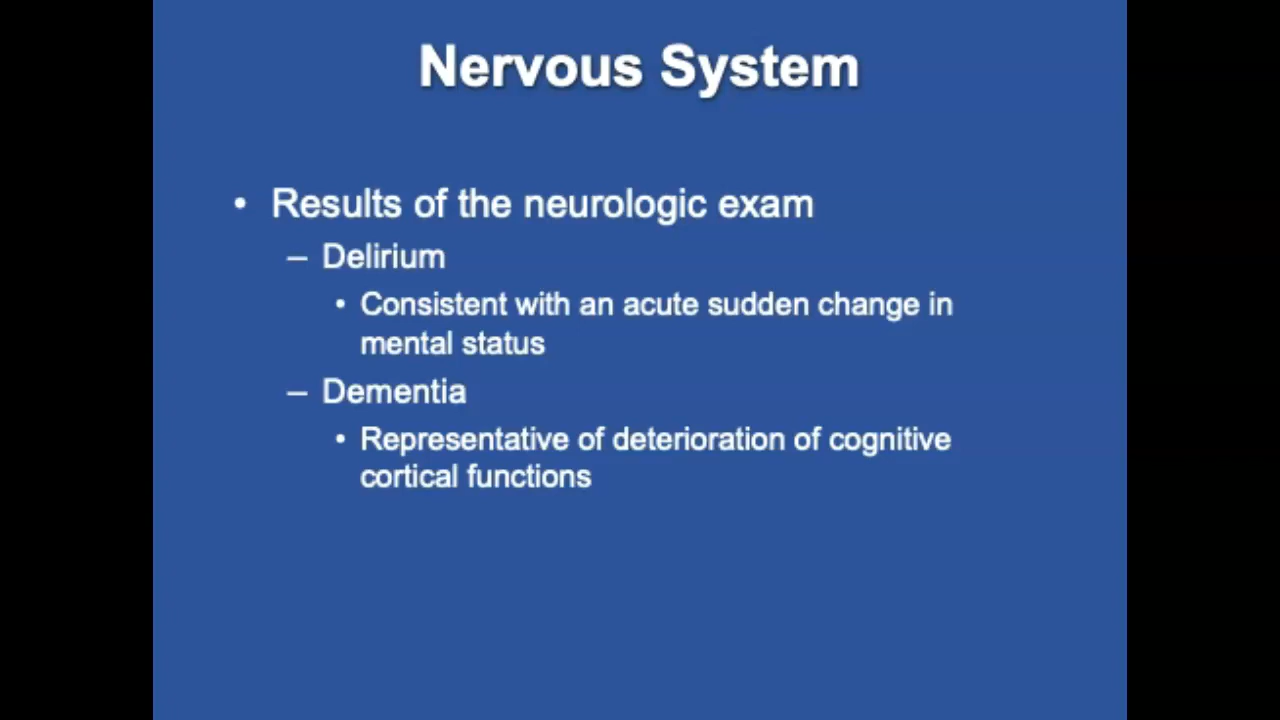 Nervous System
• Results of the neurologic exam
– Delirium
• Consistent with an acute sudden change in
mental status
– Dementia
• Representative of deterioration of cognitive
cortical functions